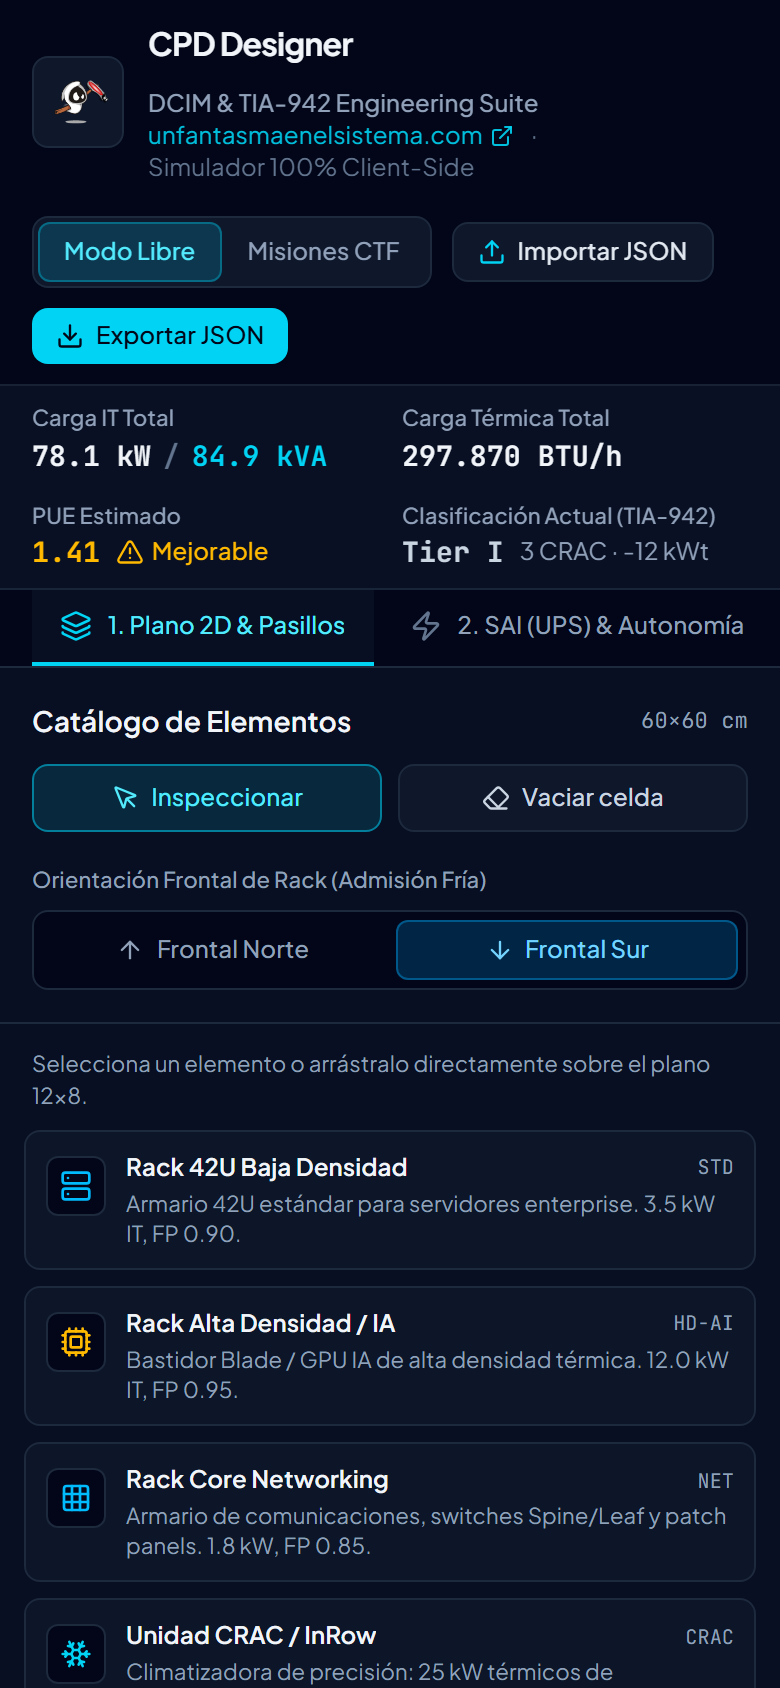 CPD Designer
DCIM & TIA-942 Engineering Suite
unfantasmaenelsistema.com ·
Simulador 100% Client-Side
Modo Libre
Misiones CTF
Importar JSON
Exportar JSON
Carga IT Total
78.1 kW / 84.9 kVA
Carga Térmica Total
297.870 BTU/h
PUE Estimado
1.41 Mejorable
Clasificación Actual (TIA-942)
Tier I 3 CRAC · -12 kWt
1. Plano 2D & Pasillos
2. SAI (UPS) & Autonomía
Catálogo de Elementos
60×60 cm
Inspeccionar
Vaciar celda
Orientación Frontal de Rack (Admisión Fría)
Frontal Norte
Frontal Sur
Selecciona un elemento o arrástralo directamente sobre el plano
12×8.
Rack 42U Baja Densidad
STD
Armario 42U estándar para servidores enterprise. 3.5 kW
IT, FP 0.90.
Rack Alta Densidad / IA
HD-AI
Bastidor Blade / GPU IA de alta densidad térmica. 12.0 kW
IT, FP 0.95.
Rack Core Networking
NET
Armario de comunicaciones, switches Spine/Leaf y patch
panels. 1.8 kW, FP 0.85.
Unidad CRAC / InRow
CRAC
Climatizadora de precisión: 25 kW térmicos de